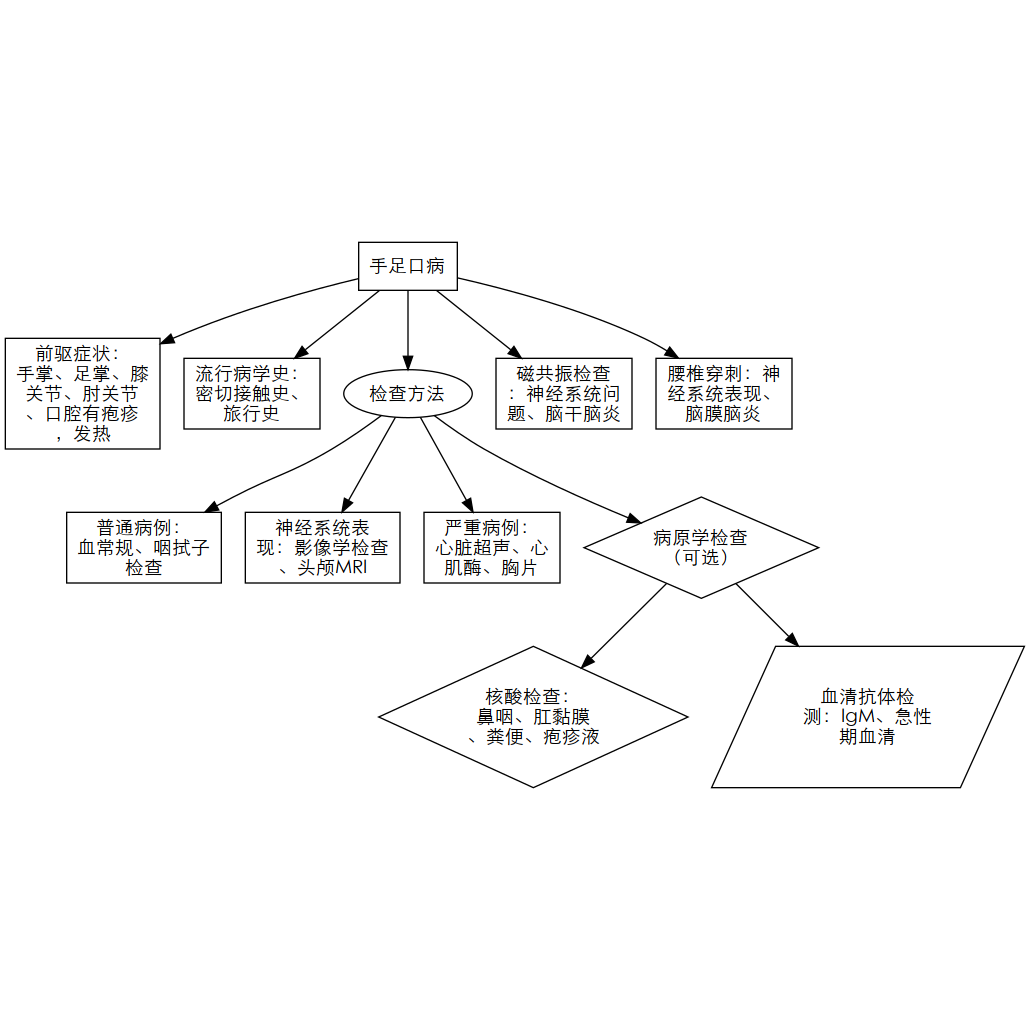 手足口病
前驱症状：
手掌、足掌、膝
关节、肘关节
、口腔有疱疹
，发热
流行病学史：
密切接触史、
旅行史
检查方法
磁共振检查
：神经系统问
题、脑干脑炎
腰椎穿刺：神
经系统表现、
脑膜脑炎
普通病例：
血常规、咽拭子
检查
神经系统表
现：影像学检查
、头颅MRI
严重病例：
心脏超声、心
肌酶、胸片
病原学检查
（可选）
核酸检查：
鼻咽、肛黏膜
、粪便、疱疹液
血清抗体检
测：IgM、急性
期血清